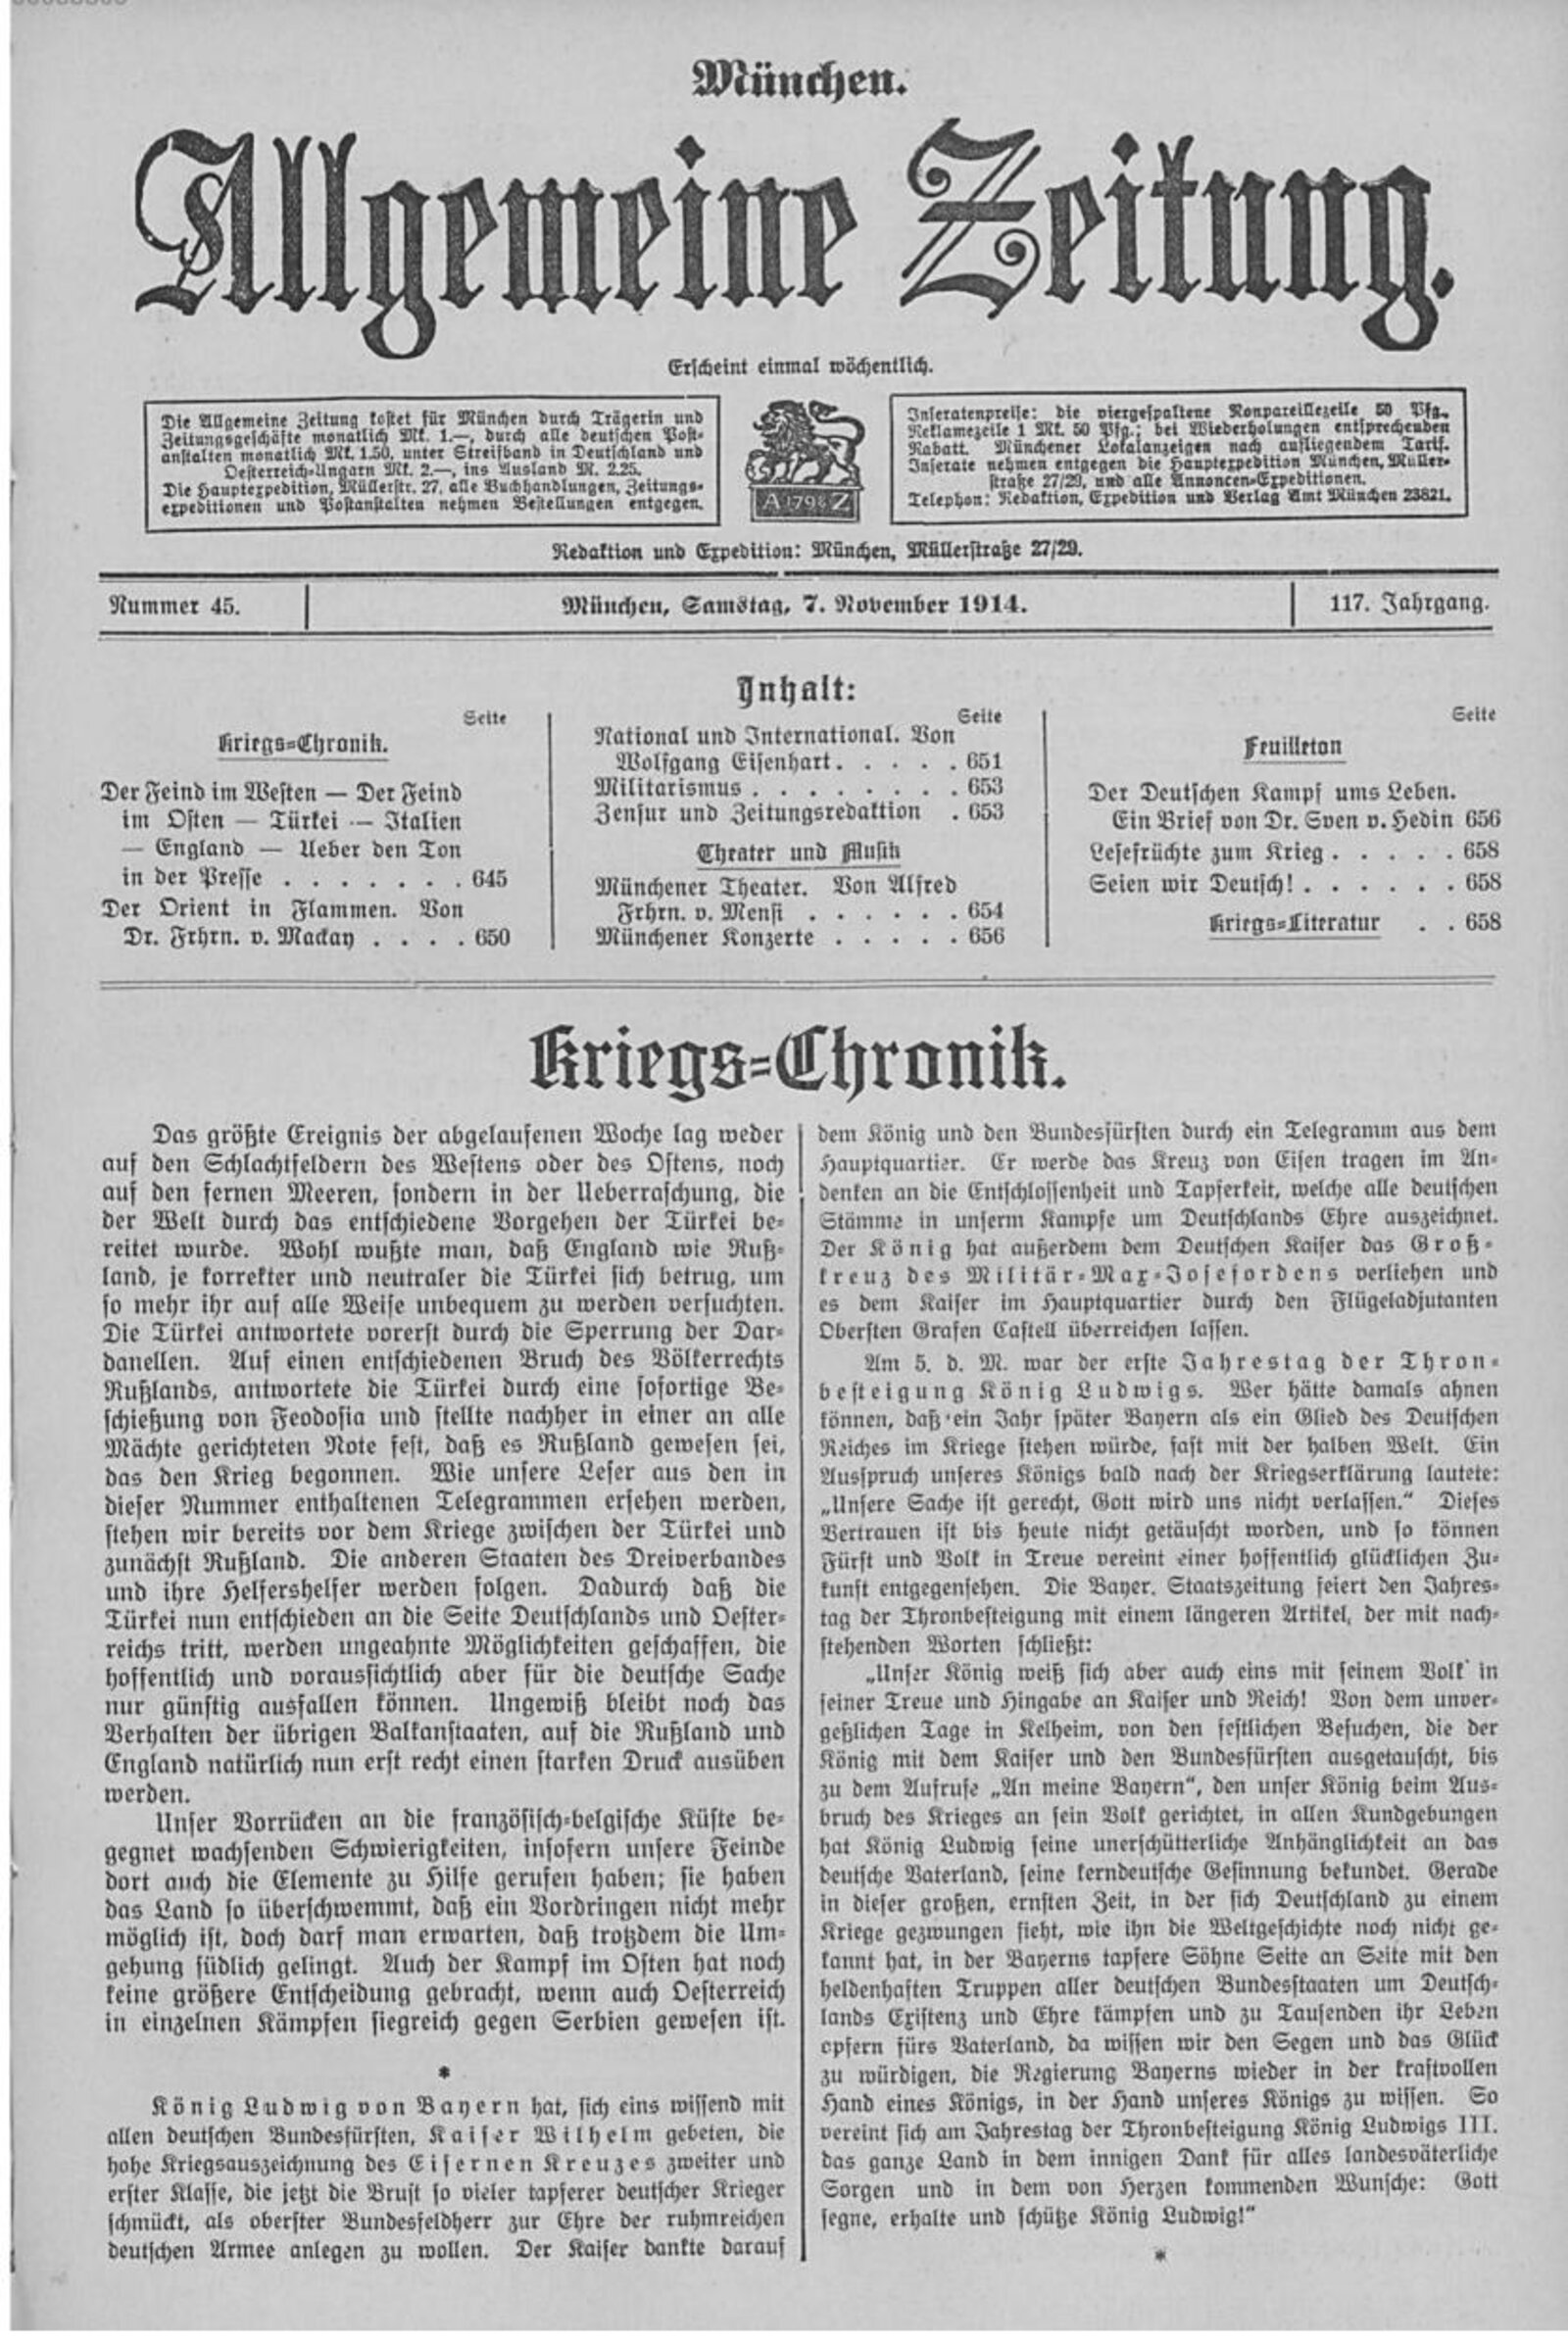 München.
Allgemeine Zeitung.
Erscheint einmal wöchentlich.
Die Allgemeine Zeitung kostet für München durch Trägerin und
Zeitungsgeschäfte monatlich Mk. 1.—, durch alle deutschen Post-
anstalten monatlich Mk. 1.50, unter Streifband in Deutschland und
Oesterreich-Ungarn Mk. 2.—, ins Ausland M. 2.25.
Die Hauptexpedition, Müllerstr. 27, alle Buchhandlungen, Zeitungs-
expeditionen und Postanstalten nehmen Bestellungen entgegen.
A 1798 Z
Inseratenpreise: die viergespaltene Nonpareillezeile 50 Pfg.
Reklamezeile 1 Mk. 50 Pfg.; bei Wiederholungen entsprechenden
Rabatt. Münchener Lokalanzeigen nach aufliegendem Tarif.
Inserate nehmen entgegen die Hauptexpedition München, Müller-
straße 27/29, und alle Annoncen-Expeditionen.
Telephon: Redaktion, Expedition und Verlag Amt München 23821.
Redaktion und Expedition: München, Müllerstraße 27/29.
Nummer 45.
München, Samstag, 7. November 1914.
117. Jahrgang.
Inhalt:
Seite
Kriegs-Chronik.
Der Feind im Westen — Der Feind
im Osten — Türkei — Italien
— England — Ueber den Ton
in der Presse . . . . . . . 645
Der Orient in Flammen. Von
Dr. Frhrn. v. Mackay . . . . 650
Seite
National und International. Von
Wolfgang Eisenhart. . . . . . 651
Militarismus . . . . . . . . 653
Zensur und Zeitungsredaktion . 653
Theater und Musik
Münchener Theater. Von Alfred
Frhrn. v. Mensi . . . . . . 654
Münchener Konzerte . . . . . 656
Seite
Feuilleton
Der Deutschen Kampf ums Leben.
Ein Brief von Dr. Sven v. Hedin 656
Lesefrüchte zum Krieg . . . . . 658
Seien wir Deutsch! . . . . . . 658
Kriegs-Literatur . . 658
Kriegs-Chronik.
Das größte Ereignis der abgelaufenen Woche lag weder
auf den Schlachtfeldern des Westens oder des Ostens, noch
auf den fernen Meeren, sondern in der Ueberraschung, die
der Welt durch das entschiedene Vorgehen der Türkei be-
reitet wurde. Wohl wußte man, daß England wie Ruß-
land, je korrekter und neutraler die Türkei sich betrug, um
so mehr ihr auf alle Weise unbequem zu werden versuchten.
Die Türkei antwortete vorerst durch die Sperrung der Dar-
danellen. Auf einen entschiedenen Bruch des Völkerrechts
Rußlands, antwortete die Türkei durch eine sofortige Be-
schießung von Feodosia und stellte nachher in einer an alle
Mächte gerichteten Note fest, daß es Rußland gewesen sei,
das den Krieg begonnen. Wie unsere Leser aus den in
dieser Nummer enthaltenen Telegrammen ersehen werden,
stehen wir bereits vor dem Kriege zwischen der Türkei und
zunächst Rußland. Die anderen Staaten des Dreiverbandes
und ihre Helfershelfer werden folgen. Dadurch daß die
Türkei nun entschieden an die Seite Deutschlands und Oester-
reichs tritt, werden ungeahnte Möglichkeiten geschaffen, die
hoffentlich und voraussichtlich aber für die deutsche Sache
nur günstig ausfallen können. Ungewiß bleibt noch das
Verhalten der übrigen Balkanstaaten, auf die Rußland und
England natürlich nun erst recht einen starken Druck ausüben
werden.
Unser Vorrücken an die französisch-belgische Küste be-
gegnet wachsenden Schwierigkeiten, insofern unsere Feinde
dort auch die Elemente zu Hilfe gerufen haben; sie haben
das Land so überschwemmt, daß ein Vordringen nicht mehr
möglich ist, doch darf man erwarten, daß trotzdem die Um-
gehung südlich gelingt. Auch der Kampf im Osten hat noch
keine größere Entscheidung gebracht, wenn auch Oesterreich
in einzelnen Kämpfen siegreich gegen Serbien gewesen ist.
*
König Ludwig von Bayern hat, sich eins wissend mit
allen deutschen Bundesfürsten, Kaiser Wilhelm gebeten, die
hohe Kriegsauszeichnung des Eisernen Kreuzes zweiter und
erster Klasse, die jetzt die Brust so vieler tapferer deutscher Krieger
schmückt, als oberster Bundesfeldherr zur Ehre der ruhmreichen
deutschen Armee anlegen zu wollen. Der Kaiser dankte darauf
dem König und den Bundesfürsten durch ein Telegramm aus dem
Hauptquartier. Er werde das Kreuz von Eisen tragen im An-
denken an die Entschlossenheit und Tapferkeit, welche alle deutschen
Stämme in unserm Kampfe um Deutschlands Ehre auszeichnet.
Der König hat außerdem dem Deutschen Kaiser das Groß-
kreuz des Militär-Max-Josefordens verliehen und
es dem Kaiser im Hauptquartier durch den Flügeladjutanten
Obersten Grafen Castell überreichen lassen.
Am 5. d. M. war der erste Jahrestag der Thron-
besteigung König Ludwigs. Wer hätte damals ahnen
können, daß ein Jahr später Bayern als ein Glied des Deutschen
Reiches im Kriege stehen würde, fast mit der halben Welt. Ein
Ausspruch unseres Königs bald nach der Kriegserklärung lautete:
„Unsere Sache ist gerecht, Gott wird uns nicht verlassen.“ Dieses
Vertrauen ist bis heute nicht getäuscht worden, und so können
Fürst und Volk in Treue vereint einer hoffentlich glücklichen Zu-
kunft entgegensehen. Die Bayer. Staatszeitung feiert den Jahres-
tag der Thronbesteigung mit einem längeren Artikel, der mit nach-
stehenden Worten schließt:
„Unser König weiß sich aber auch eins mit seinem Volk in
seiner Treue und Hingabe an Kaiser und Reich! Von dem unver-
geßlichen Tage in Kelheim, von den festlichen Besuchen, die der
König mit dem Kaiser und den Bundesfürsten ausgetauscht, bis
zu dem Aufrufe „An meine Bayern“, den unser König beim Aus-
bruch des Krieges an sein Volk gerichtet, in allen Kundgebungen
hat König Ludwig seine unerschütterliche Anhänglichkeit an das
deutsche Vaterland, seine kerndeutsche Gesinnung bekundet. Gerade
in dieser großen, ernsten Zeit, in der sich Deutschland zu einem
Kriege gezwungen sieht, wie ihn die Weltgeschichte noch nicht ge-
kannt hat, in der Bayerns tapfere Söhne Seite an Seite mit den
heldenhaften Truppen aller deutschen Bundesstaaten um Deutsch-
lands Existenz und Ehre kämpfen und zu Tausenden ihr Leben
opfern fürs Vaterland, da wissen wir den Segen und das Glück
zu würdigen, die Regierung Bayerns wieder in der kraftvollen
Hand eines Königs, in der Hand unseres Königs zu wissen. So
vereint sich am Jahrestag der Thronbesteigung König Ludwigs III.
das ganze Land in dem innigen Dank für alles landesväterliche
Sorgen und in dem von Herzen kommenden Wunsche: Gott
segne, erhalte und schütze König Ludwig!“
*